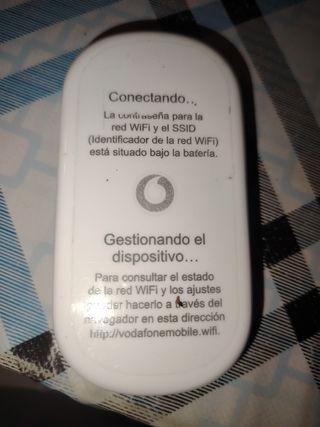 Conectando...
La contraseña para la
red WiFi y el SSID
(Identificador de la red WiFi)
está situado bajo la batería.
Gestionando el
dispositivo...
Para consultar el estado
de la red WiFi y los ajustes
puder hacerlo a través del
navegador en esta dirección
http://vodafonemobile.wifi.